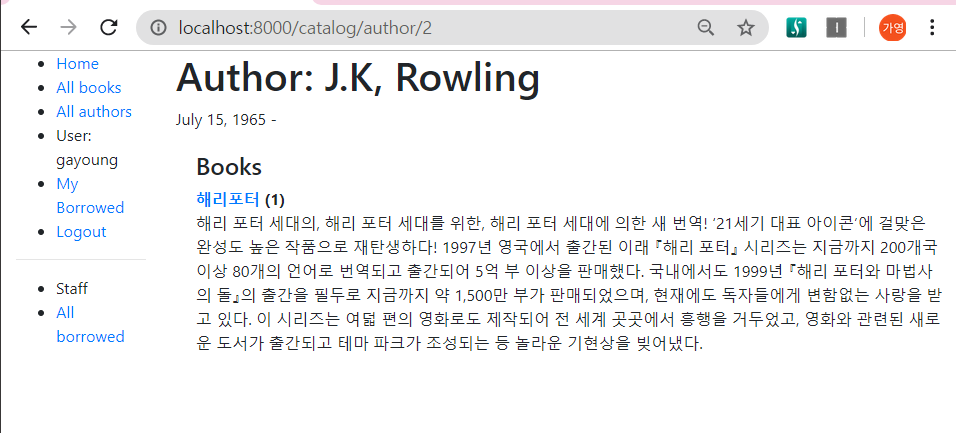 localhost:8000/catalog/author/2
가영
Home
All books
All authors
User:
gayoung
My
Borrowed
Logout
Staff
All
borrowed
Author: J.K, Rowling
July 15, 1965 -
Books
해리포터 (1)
해리 포터 세대의, 해리 포터 세대를 위한, 해리 포터 세대에 의한 새 번역! ‘21세기 대표 아이콘’에 걸맞은
완성도 높은 작품으로 재탄생하다! 1997년 영국에서 출간된 이래 『해리 포터』 시리즈는 지금까지 200개국
이상 80개의 언어로 번역되고 출간되어 5억 부 이상을 판매했다. 국내에서도 1999년 『해리 포터와 마법사
의 돌』의 출간을 필두로 지금까지 약 1,500만 부가 판매되었으며, 현재에도 독자들에게 변함없는 사랑을 받
고 있다. 이 시리즈는 여덟 편의 영화로도 제작되어 전 세계 곳곳에서 흥행을 거두었고, 영화와 관련된 새로
운 도서가 출간되고 테마 파크가 조성되는 등 놀라운 기현상을 빚어냈다.